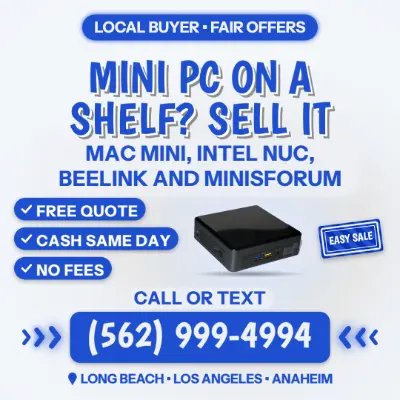 LOCAL BUYER • FAIR OFFERS
MINI PC ON A
SHELF? SELL IT
MAC MINI, INTEL NUC,
BEELINK AND MINISFORUM
FREE QUOTE
CASH SAME DAY
NO FEES
EASY SALE
CALL OR TEXT
(562) 999-4994
LONG BEACH • LOS ANGELES • ANAHEIM